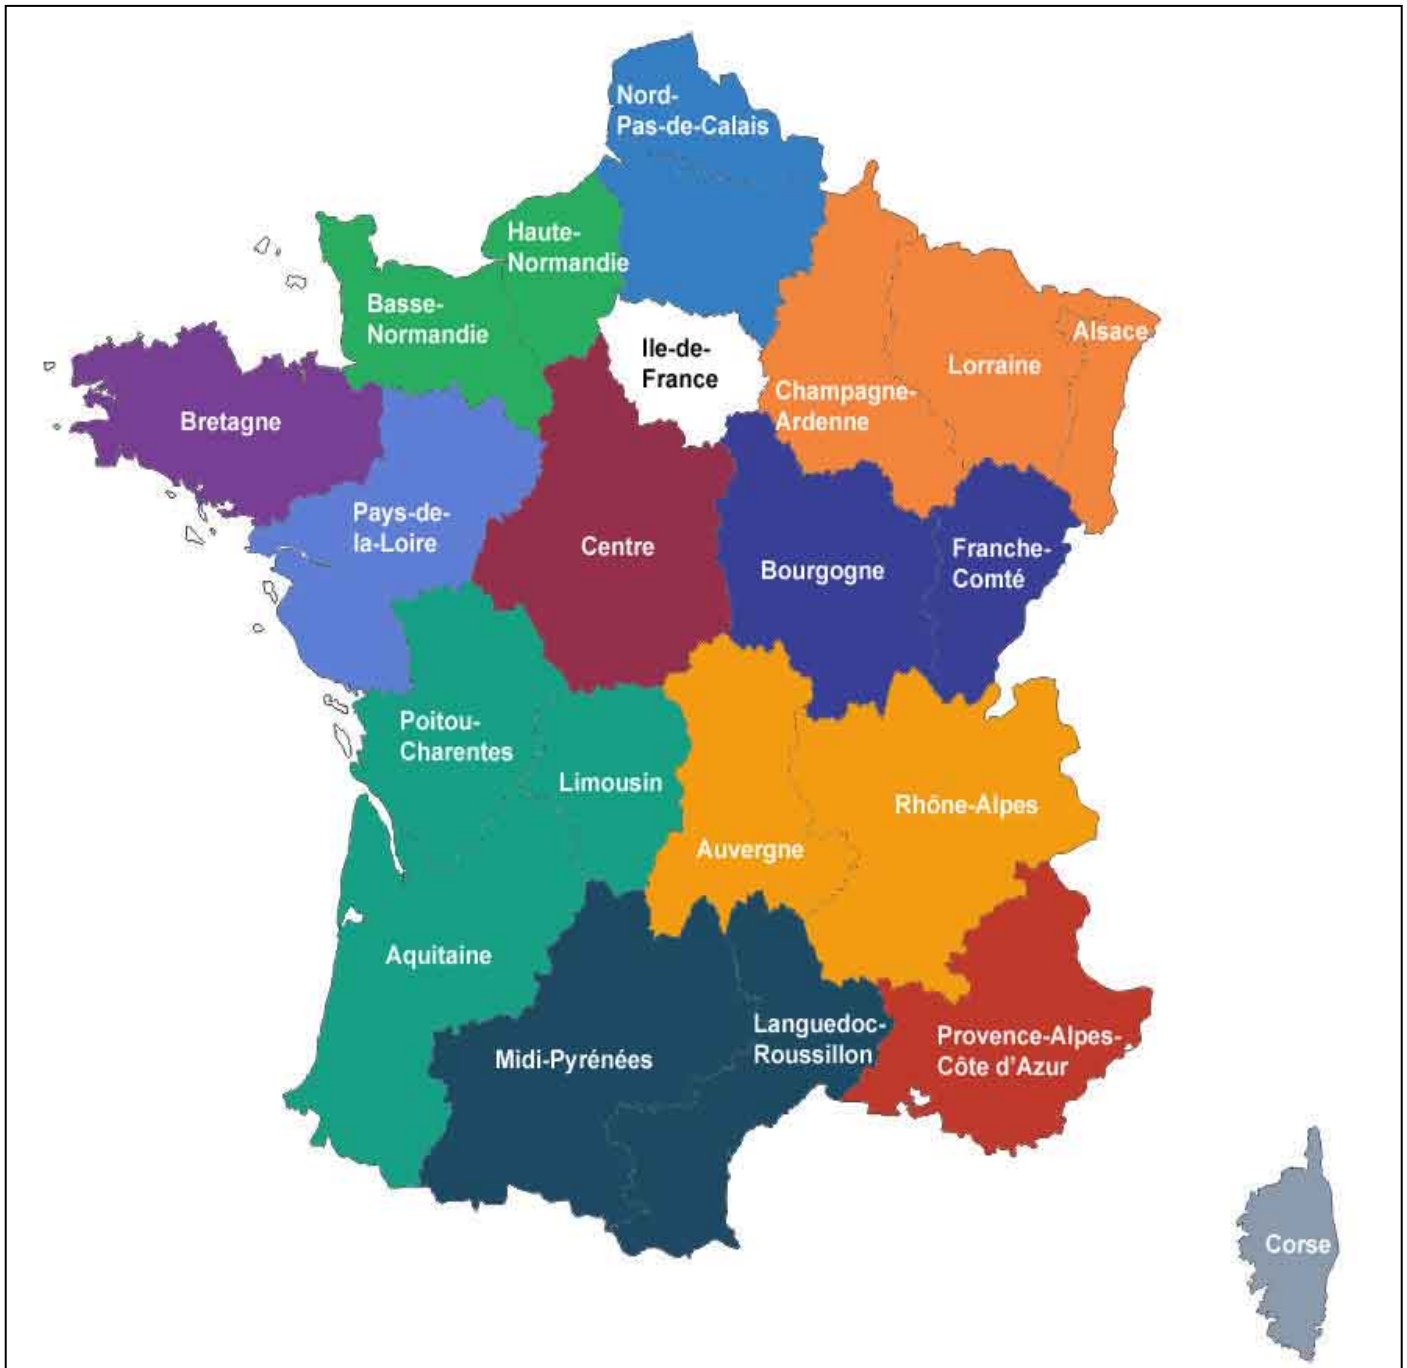 Nord-
Pas-de-Calais
Haute-
Normandie
Basse-
Normandie
Ile-de-
France
Alsace
Lorraine
Champagne-
Ardenne
Bretagne
Pays-de-
la-Loire
Centre
Bourgogne
Franche-
Comté
Poitou-
Charentes
Limousin
Rhône-Alpes
Auvergne
Aquitaine
Languedoc-
Roussillon
Midi-Pyrénées
Provence-Alpes-
Côte d'Azur
Corse